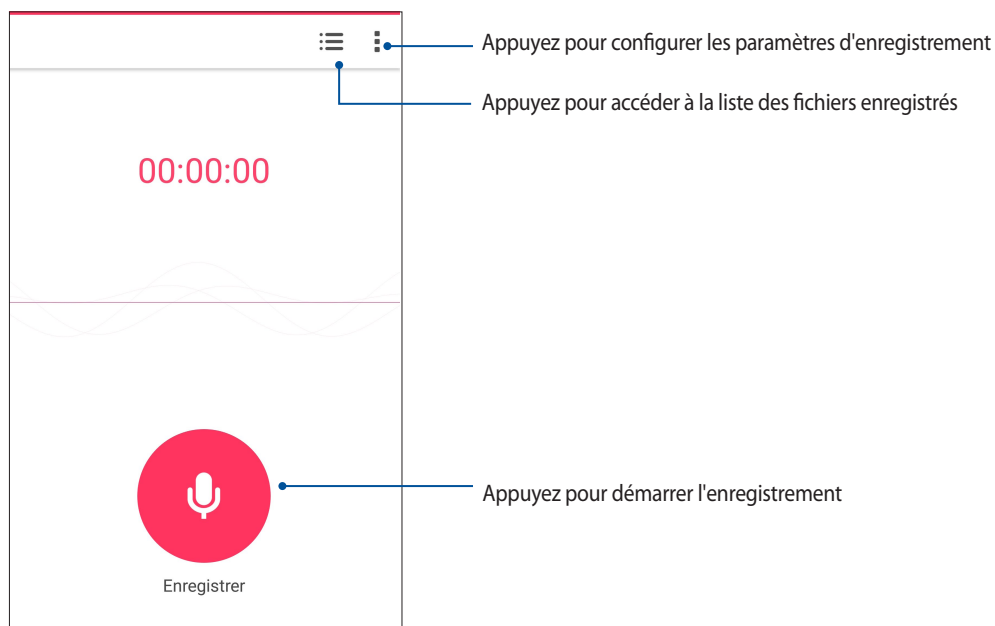 Appuyez pour configurer les paramètres d'enregistrement
Appuyez pour accéder à la liste des fichiers enregistrés
00:00:00
Appuyez pour démarrer l'enregistrement
Enregistrer